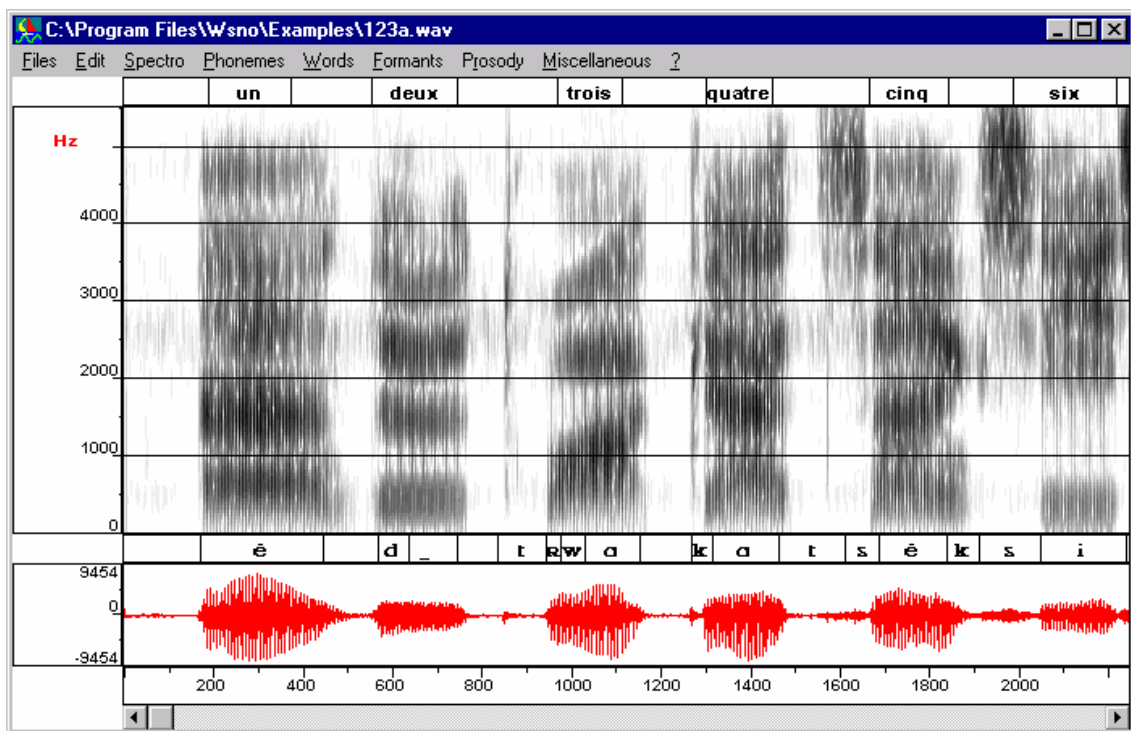 C:\Program Files\Wsno\Examples\123a.wav
Files Edit Spectro Phonemes Words Formants Prosody Miscellaneous ?
un deux trois quatre cinq six
Hz
4000
3000
2000
1000
0
ẽ d _ t R w a k a t s ẽ k s i
9454
0
-9454
200 400 600 800 1000 1200 1400 1600 1800 2000